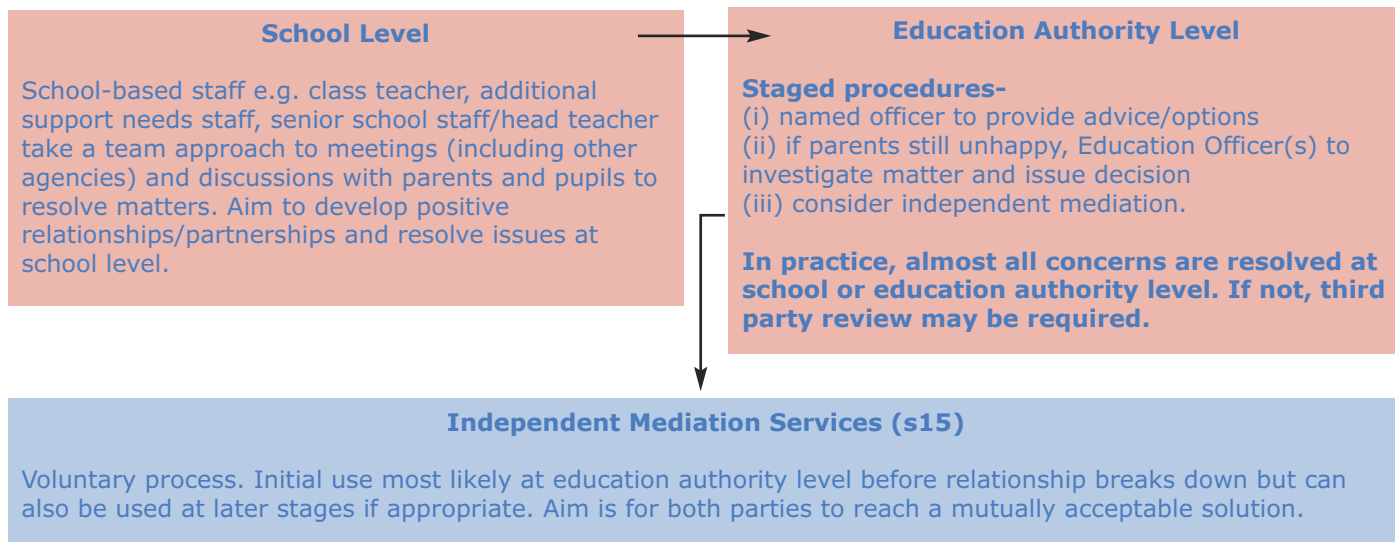 School Level
School-based staff e.g. class teacher, additional
support needs staff, senior school staff/head teacher
take a team approach to meetings (including other
agencies) and discussions with parents and pupils to
resolve matters. Aim to develop positive
relationships/partnerships and resolve issues at
school level.
Education Authority Level
Staged procedures-
(i) named officer to provide advice/options
(ii) if parents still unhappy, Education Officer(s) to
investigate matter and issue decision
(iii) consider independent mediation.
In practice, almost all concerns are resolved at
school or education authority level. If not, third
party review may be required.
Independent Mediation Services (s15)
Voluntary process. Initial use most likely at education authority level before relationship breaks down but can
also be used at later stages if appropriate. Aim is for both parties to reach a mutually acceptable solution.